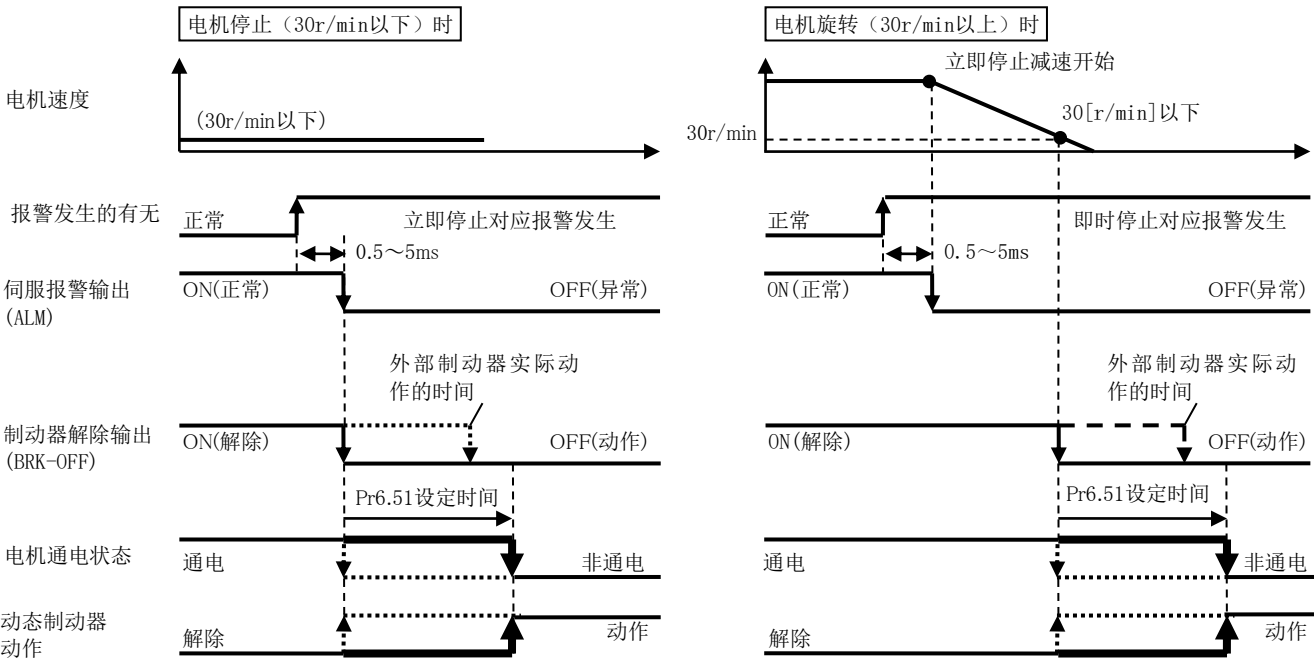 电机停止（30r/min以下）时
电机旋转（30r/min以上）时
立即停止减速开始
电机速度
(30r/min以下)
30r/min
30[r/min]以下
报警发生的有无
正常
立即停止对应报警发生
正常
即时停止对应报警发生
0.5～5ms
0.5～5ms
伺服报警输出
(ALM)
ON(正常)
OFF(异常)
ON(正常)
OFF(异常)
外部制动器实际动
作的时间
外部制动器实际动
作的时间
制动器解除输出
(BRK-OFF)
ON(解除)
OFF(动作)
ON(解除)
OFF(动作)
Pr6.51设定时间
Pr6.51设定时间
电机通电状态
通电
非通电
通电
非通电
动态制动器
动作
解除
动作
解除
动作